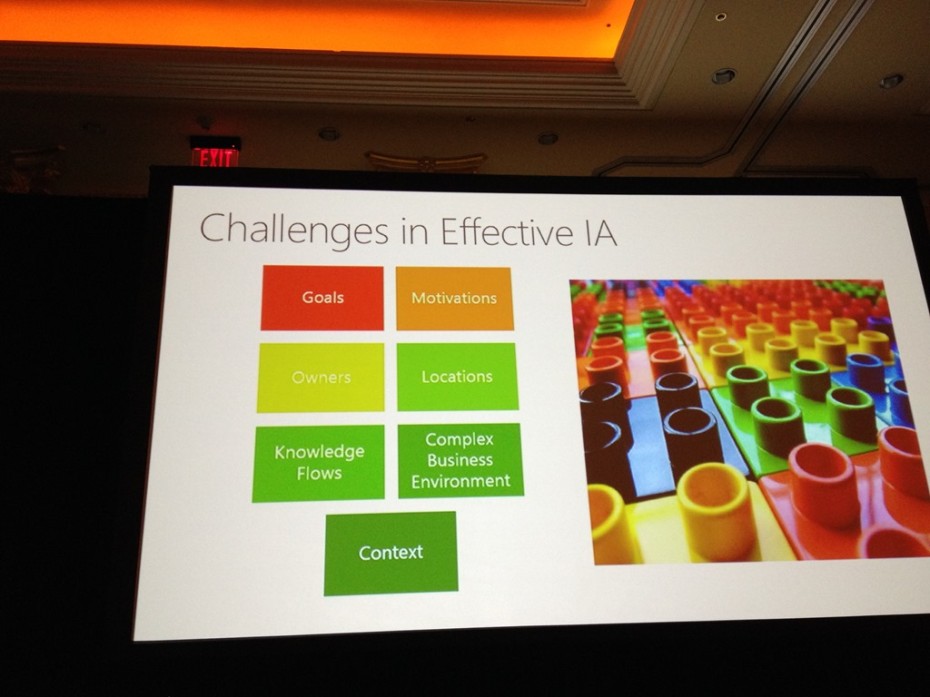 EXIT
Challenges in Effective IA
Goals
Motivations
Owners
Locations
Knowledge
Flows
Complex
Business
Environment
Context